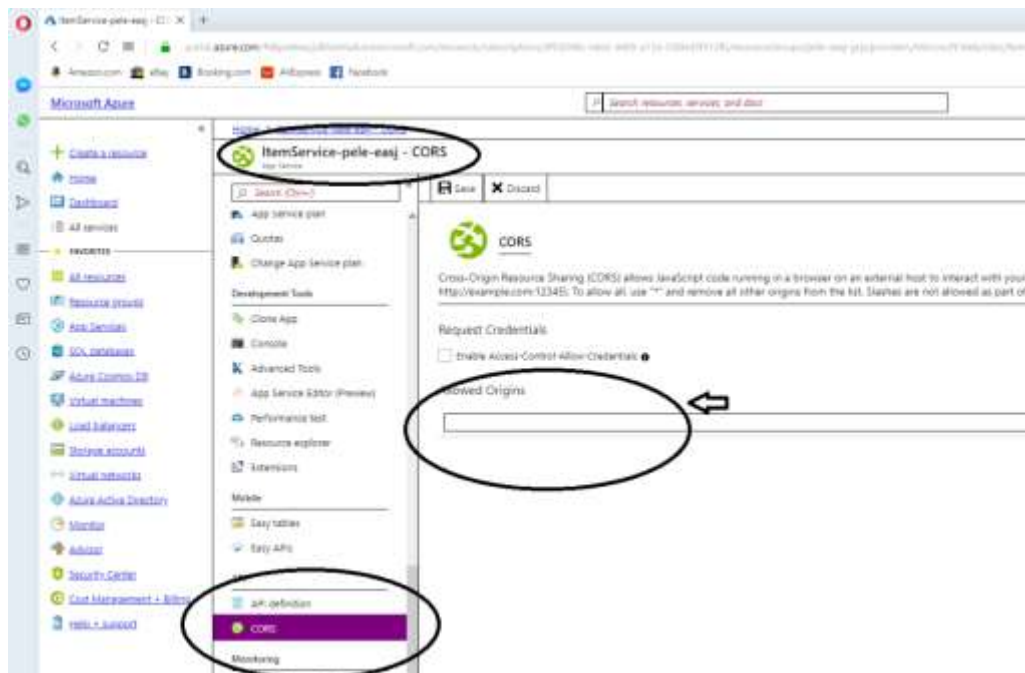 ItemService-pele-easj - CO
azure.com
Amazon.com eBay Booking.com AliExpress Facebook
Microsoft Azure
Search resources, services, and docs
Create a resource
Home
Dashboard
All services
FAVORITES
All resources
Resource groups
App Services
SQL databases
Azure Cosmos DB
Virtual machines
Load balancers
Storage accounts
Virtual networks
Azure Active Directory
Monitor
Advisor
Security Center
Cost Management + Billing
Help + support
Home
ItemService-pele-easj - CORS
App Service
Search (Ctrl+/)
App Service plan
Quotas
Change App Service plan
Development Tools
Clone App
Console
Advanced Tools
App Service Editor (Preview)
Performance test
Resource explorer
Extensions
Mobile
Easy tables
Easy APIs
API definition
CORS
Monitoring
Save Discard
CORS
Cross-Origin Resource Sharing (CORS) allows JavaScript code running in a browser on an external host to interact with your
http://example.com:12345). To allow all, use "*" and remove all other origins from the list. Slashes are not allowed as part of
Request Credentials
Enable Access-Control-Allow-Credentials
owed Origins